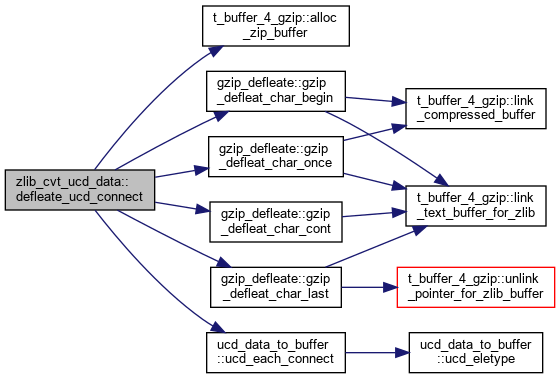 zlib_cvt_ucd_data::
defleate_ucd_connect
t_buffer_4_gzip::alloc
_zip_buffer
gzip_defleate::gzip
_defleat_char_begin
gzip_defleate::gzip
_defleat_char_once
gzip_defleate::gzip
_defleat_char_cont
gzip_defleate::gzip
_defleat_char_last
ucd_data_to_buffer
::ucd_each_connect
t_buffer_4_gzip::link
_compressed_buffer
t_buffer_4_gzip::link
_text_buffer_for_zlib
t_buffer_4_gzip::unlink
_pointer_for_zlib_buffer
ucd_data_to_buffer
::ucd_eletype